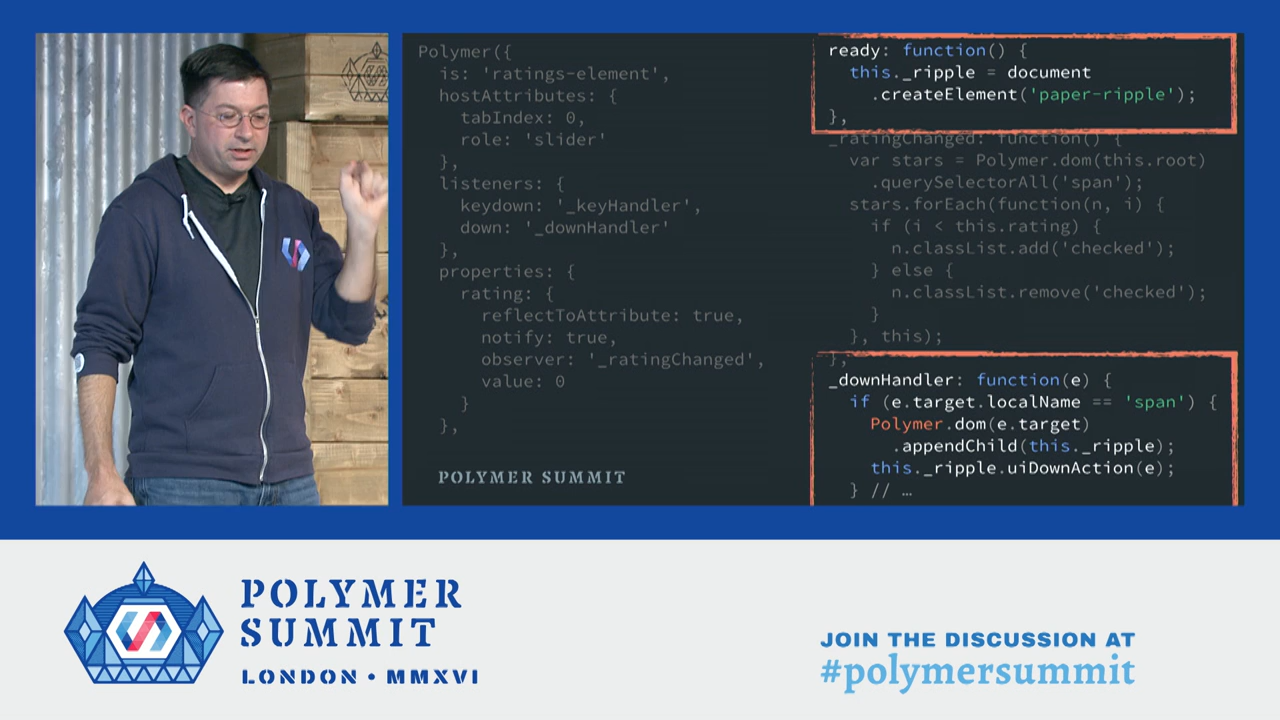 Polymer({
is: 'ratings-element',
hostAttributes: {
tabIndex: 0,
role: 'slider'
},
listeners: {
keydown: '_keyHandler',
down: '_downHandler'
},
properties: {
rating: {
reflectToAttribute: true,
notify: true,
observer: '_ratingChanged',
value: 0
}
},
POLYMER SUMMIT
ready: function() {
this._ripple = document
.createElement('paper-ripple');
},
_ratingChanged: function() {
var stars = Polymer.dom(this.root)
.querySelectorAll('span');
stars.forEach(function(n, i) {
if (i < this.rating) {
n.classList.add('checked');
} else {
n.classList.remove('checked');
}
}, this);
},
_downHandler: function(e) {
if (e.target.localName == 'span') {
Polymer.dom(e.target)
.appendChild(this._ripple);
this._ripple.uiDownAction(e);
} // …
POLYMER
SUMMIT
LONDON • MMXVI
JOIN THE DISCUSSION AT
#polymersummit